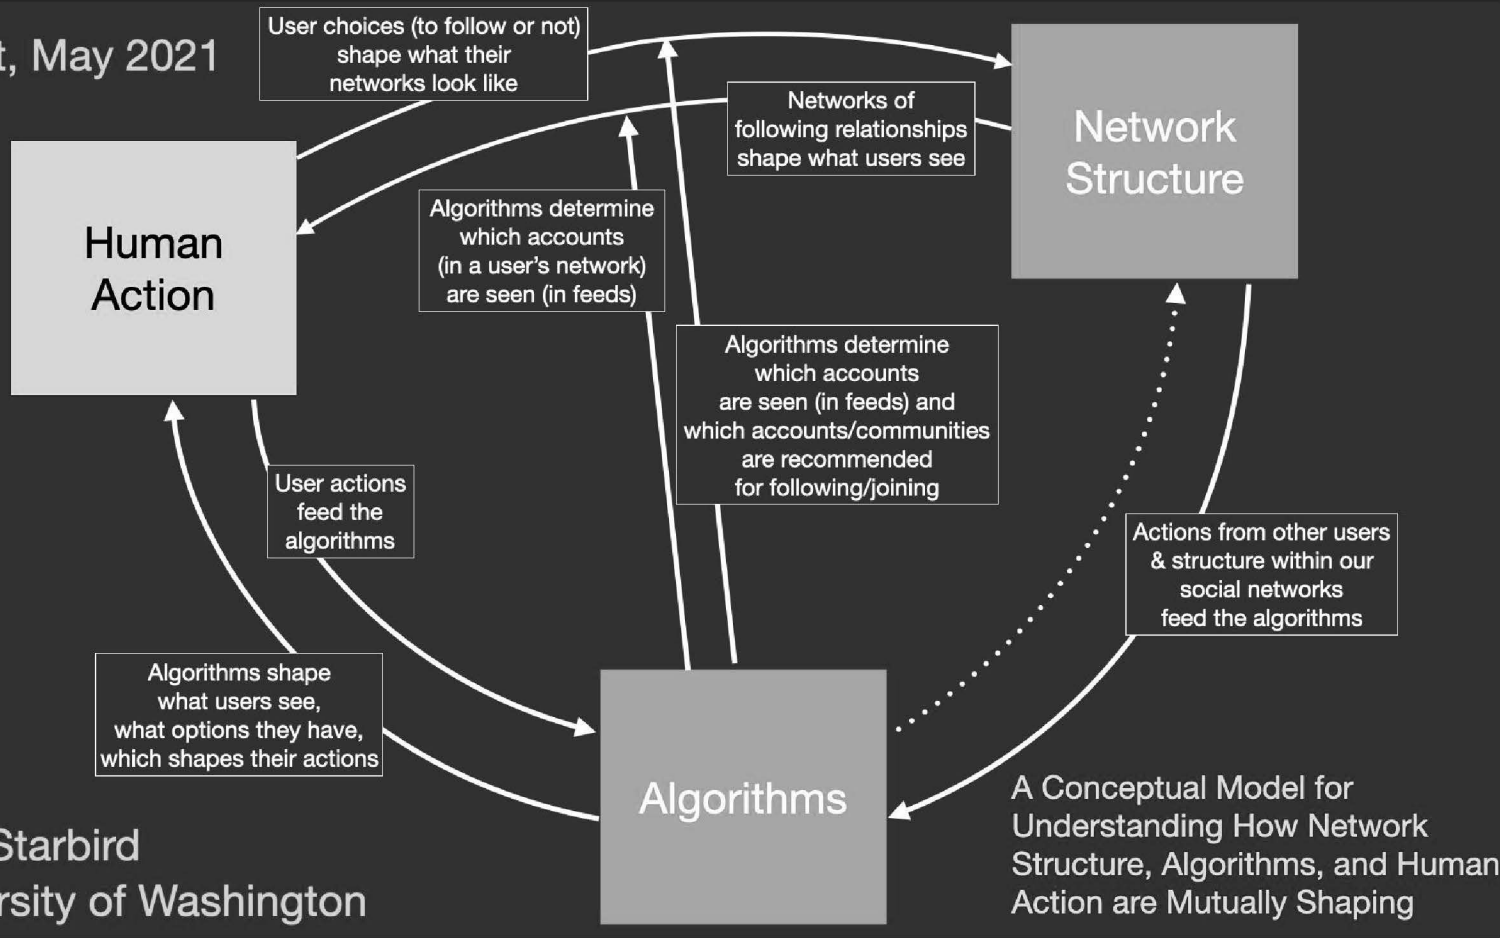 t, May 2021
User choices (to follow or not)
shape what their
networks look like
Networks of
following relationships
shape what users see
Network
Structure
Human
Action
Algorithms determine
which accounts
(in a user's network)
are seen (in feeds)
Algorithms determine
which accounts
are seen (in feeds) and
which accounts/communities
are recommended
for following/joining
User actions
feed the
algorithms
Actions from other users
& structure within our
social networks
feed the algorithms
Algorithms shape
what users see,
what options they have,
which shapes their actions
Algorithms
Starbird
rsity of Washington
A Conceptual Model for
Understanding How Network
Structure, Algorithms, and Human
Action are Mutually Shaping